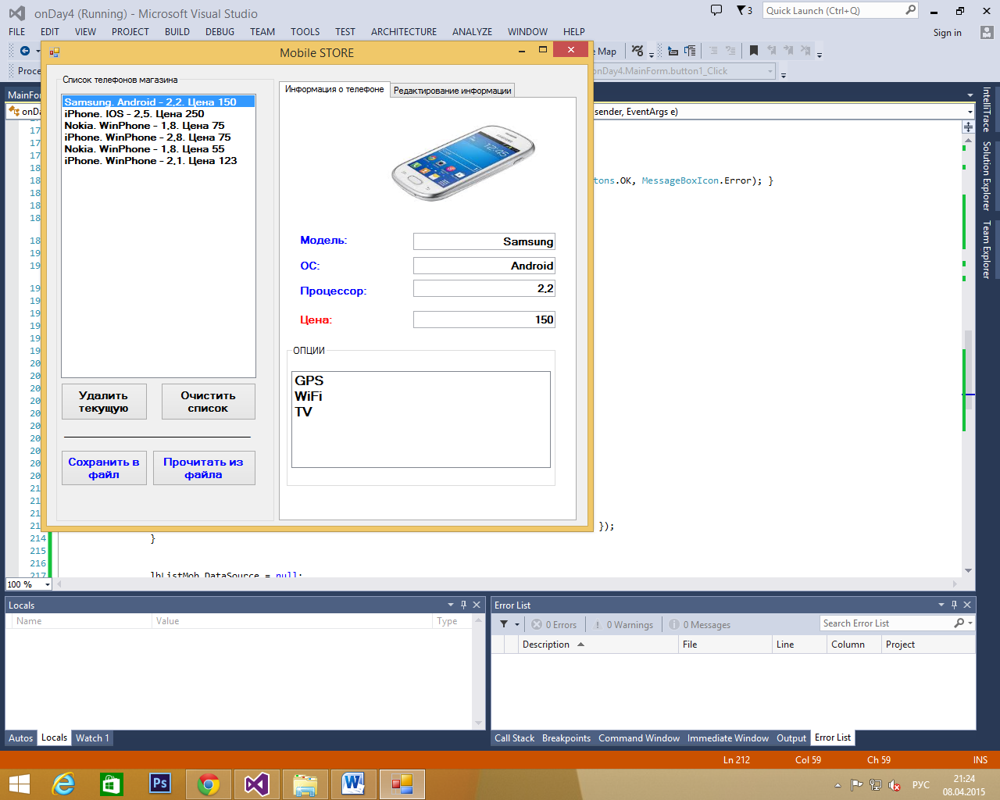 onDay4 (Running) - Microsoft Visual Studio
3
Quick Launch (Ctrl+Q)
FILE EDIT VIEW PROJECT BUILD DEBUG TEAM TOOLS TEST ARCHITECTURE ANALYZE WINDOW HELP
Sign in
Mobile STORE
e Map
Proce
onDay4.MainForm.button1_Click
MainFor
onDa
sender, EventArgs e)
Список телефонов магазина
Samsung. Android - 2,2. Цена 150
iPhone. IOS - 2,5. Цена 250
Nokia. WinPhone - 1,8. Цена 75
iPhone. WinPhone - 2,8. Цена 75
Nokia. WinPhone - 1,8. Цена 55
iPhone. WinPhone - 2,1. Цена 123
Удалить текущую
Очистить список
Сохранить в файл
Прочитать из файла
Информация о телефоне
Редактирование информации
12:45
Модель: Samsung
ОС: Android
Процессор: 2,2
Цена: 150
ОПЦИИ
GPS
WiFi
TV
tons.OK, MessageBoxIcon.Error); }
});
214 }
215
216
217 lbListMob.DataSource = null;
100 %
IntelliTrace
Solution Explorer
Team Explorer
Locals
Name Value Type
Autos Locals Watch 1
Error List
0 Errors 0 Warnings 0 Messages
Search Error List
Description File Line Column Project
Call Stack Breakpoints Command Window Immediate Window Output Error List
Ln 212 Col 59 Ch 59 INS
Ps
РУС
21:24
08.04.2015